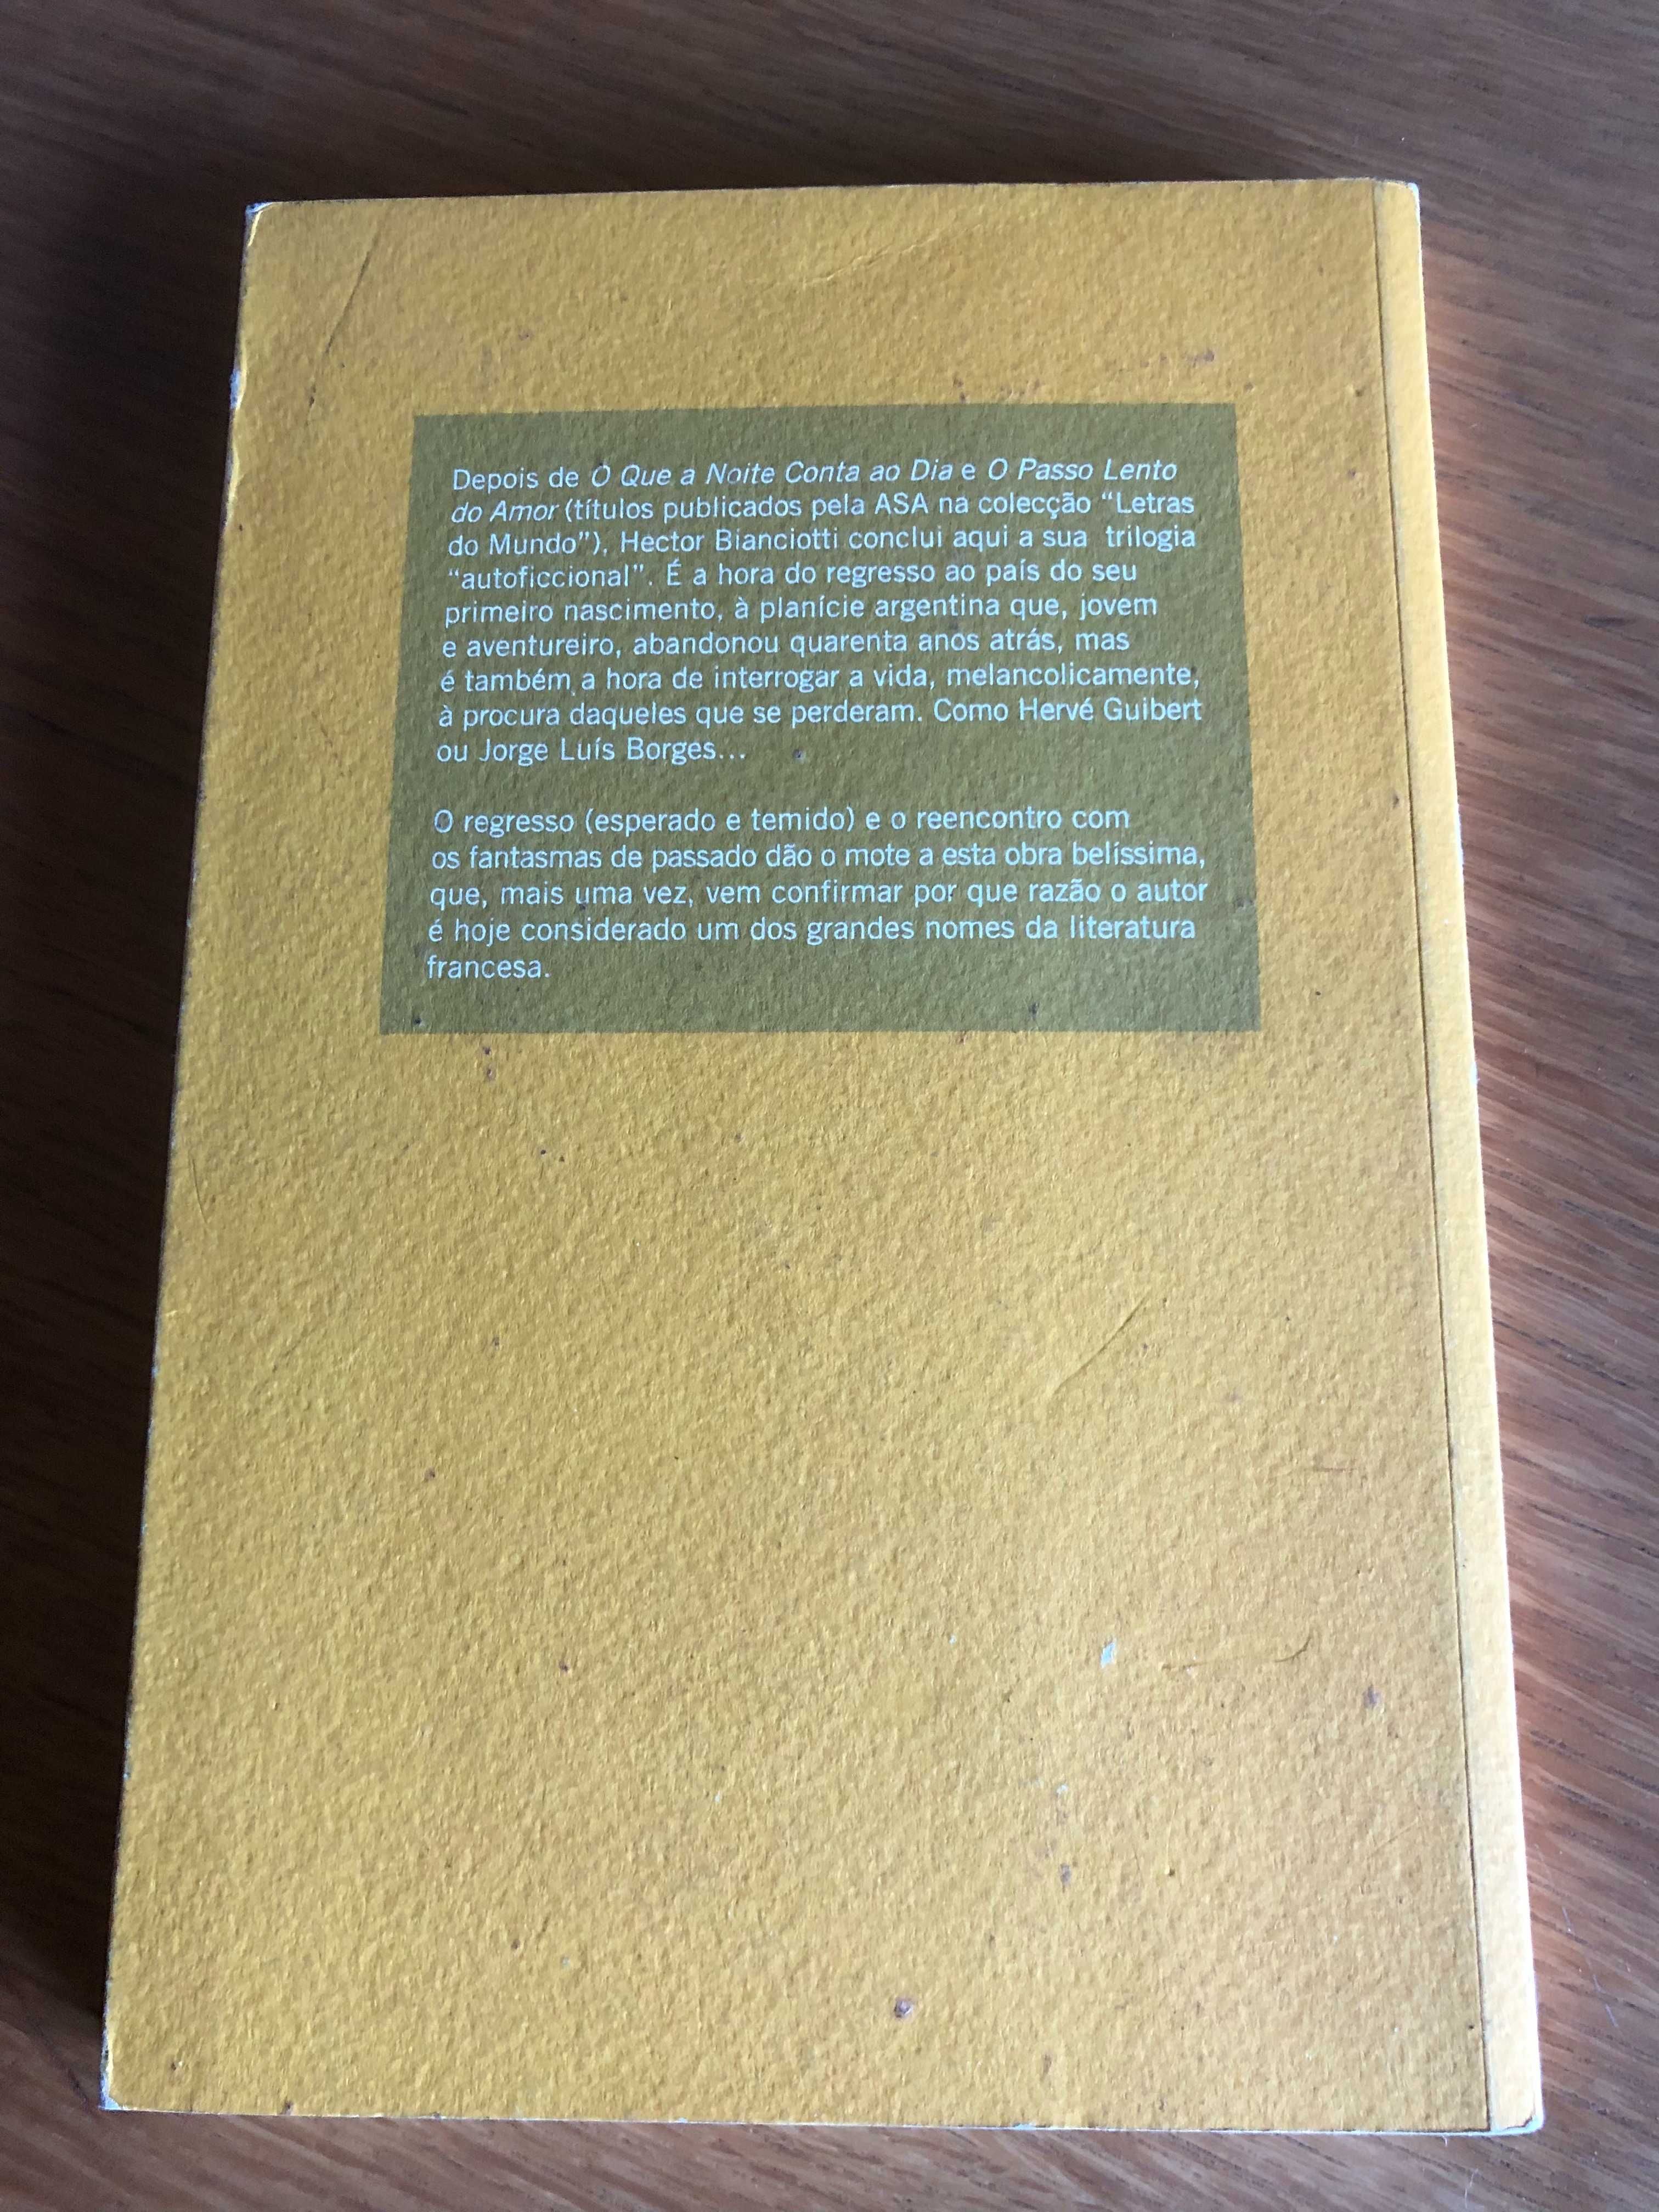 Depois de O Que a Noite Conta ao Dia e O Passo Lento
do Amor (títulos publicados pela ASA na colecção “Letras
do Mundo”), Hector Bianciotti conclui aqui a sua trilogia
“autoficcional”. É a hora do regresso ao país do seu
primeiro nascimento, à planície argentina que, jovem
e aventureiro, abandonou quarenta anos atrás, mas
é também a hora de interrogar a vida, melancolicamente,
à procura daqueles que se perderam. Como Hervé Guibert
ou Jorge Luís Borges...
O regresso (esperado e temido) e o reencontro com
os fantasmas de passado dão o mote a esta obra belíssima,
que, mais uma vez, vem confirmar por que razão o autor
é hoje considerado um dos grandes nomes da literatura
francesa.